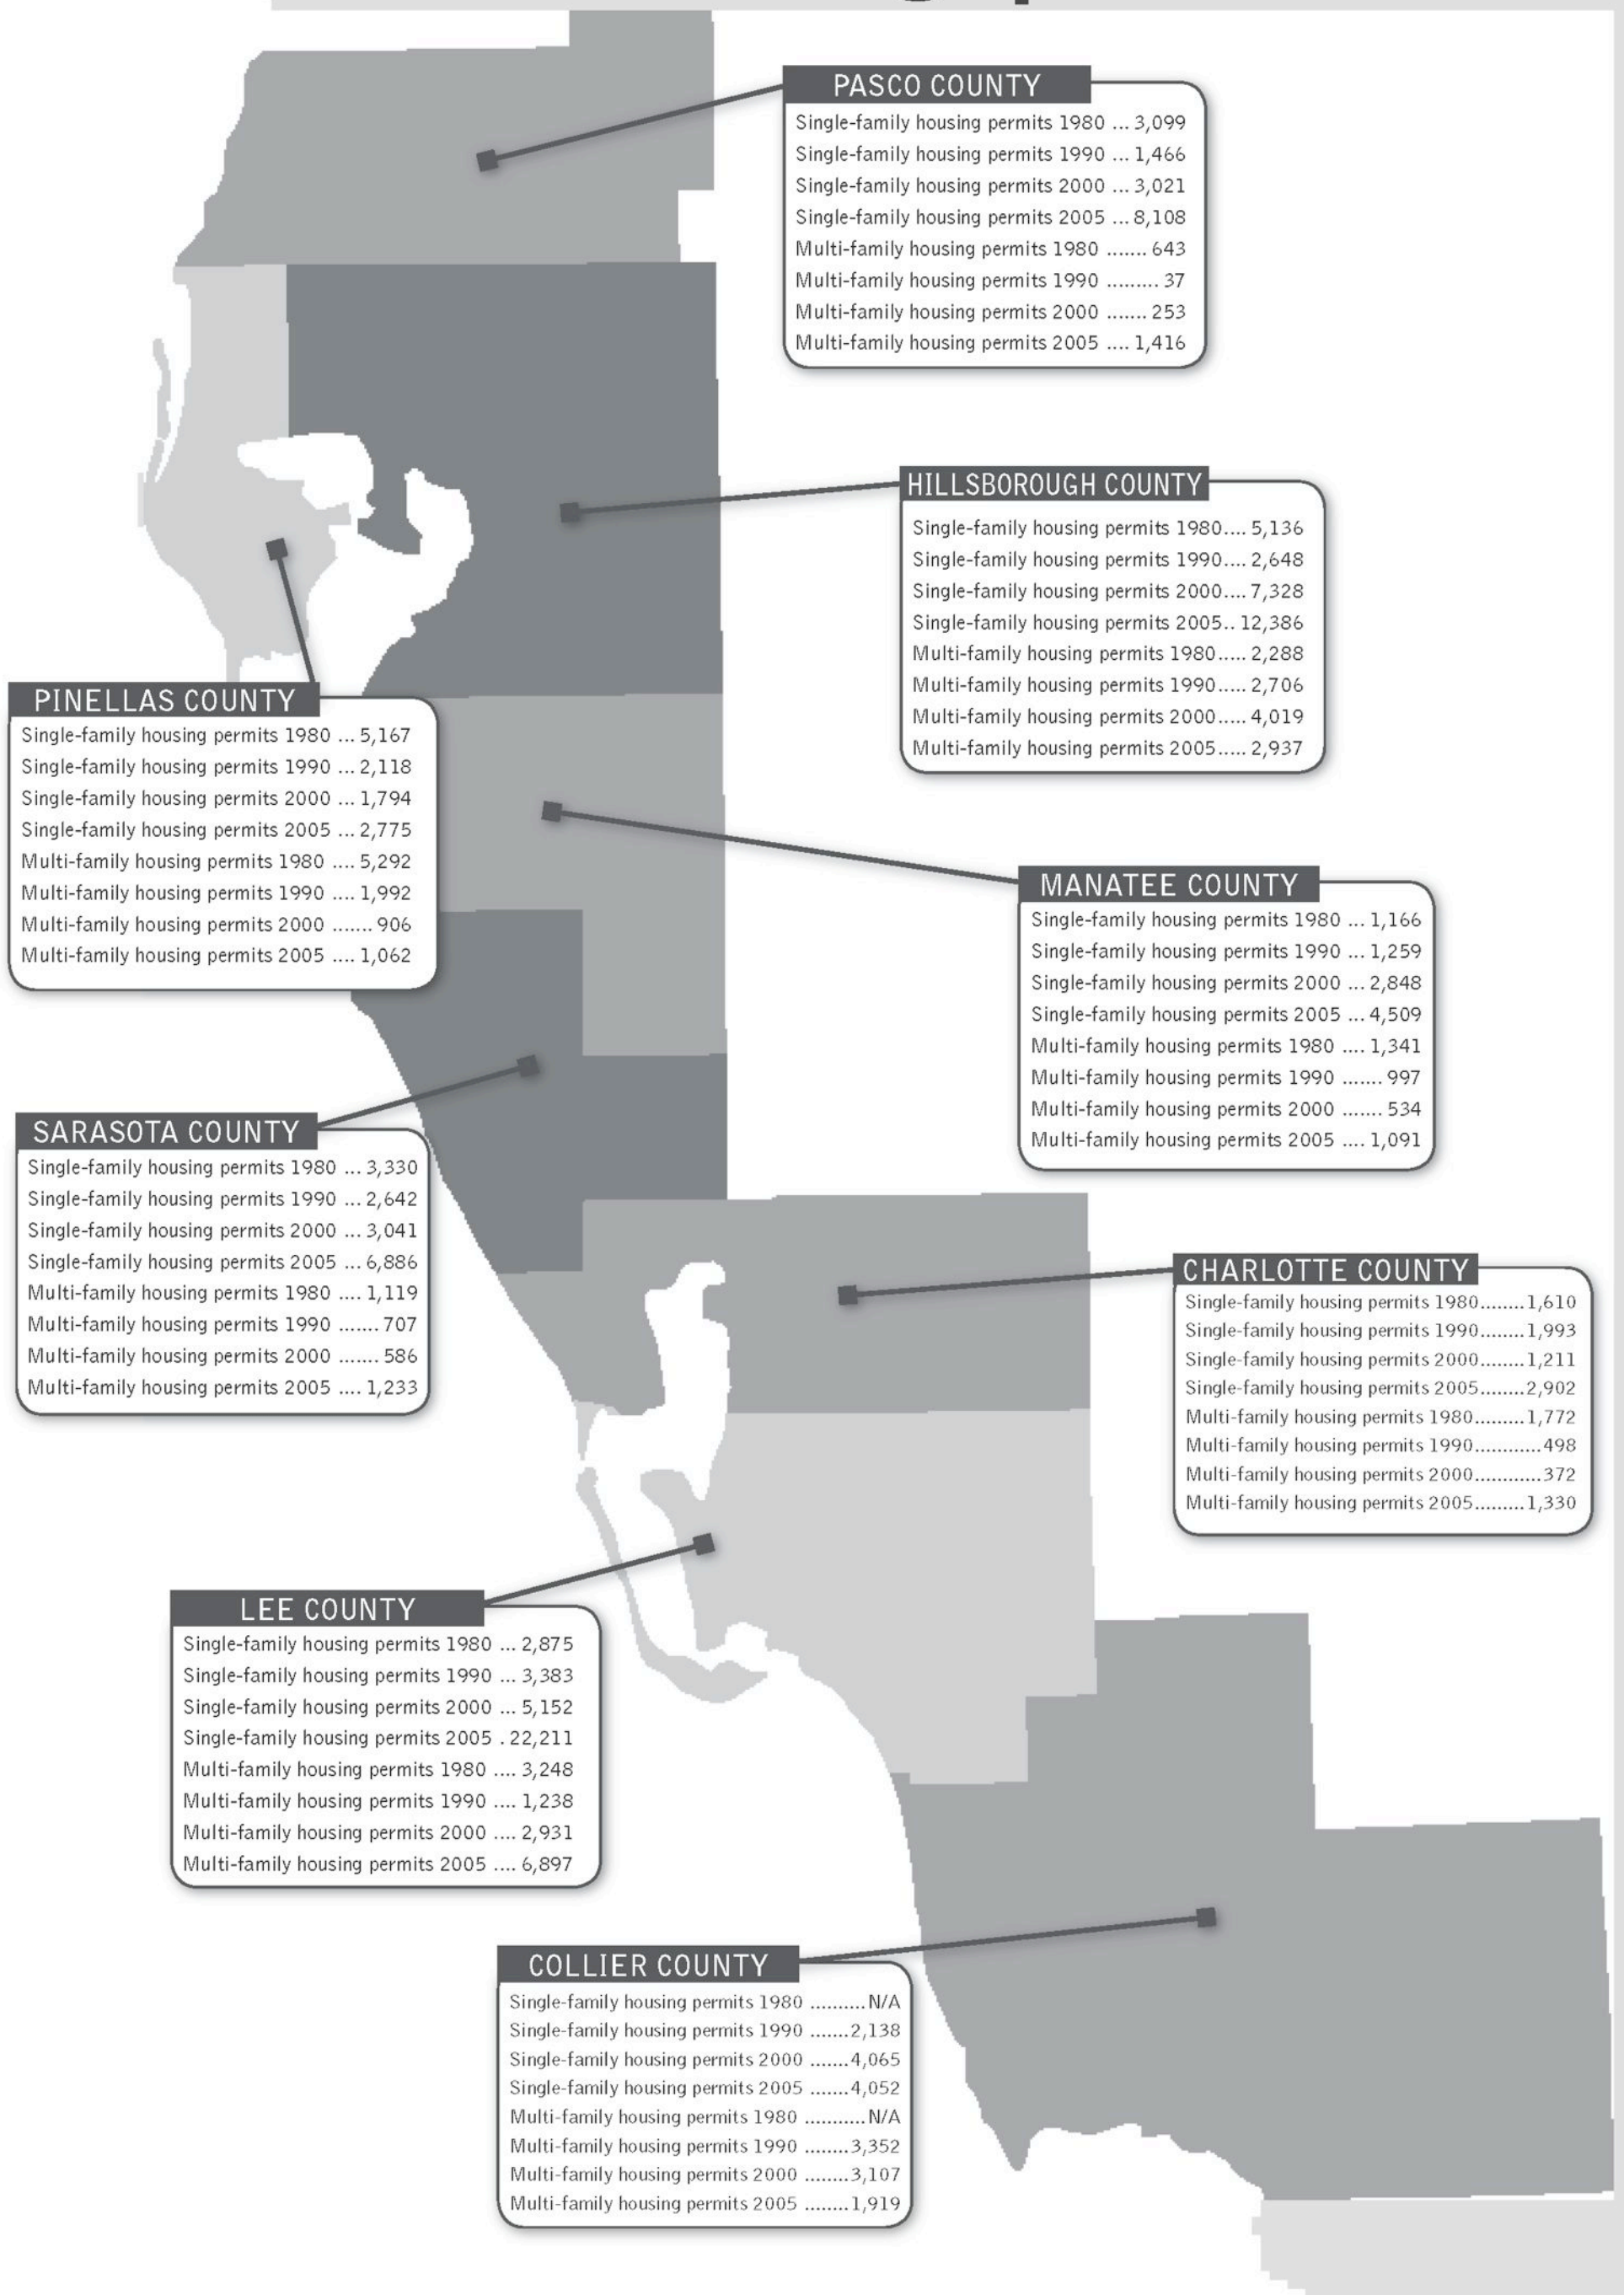 PASCO COUNTY
Single-family housing permits 1980 ... 3,099
Single-family housing permits 1990 ... 1,466
Single-family housing permits 2000 ... 3,021
Single-family housing permits 2005 ... 8,108
Multi-family housing permits 1980 ....... 643
Multi-family housing permits 1990 ......... 37
Multi-family housing permits 2000 ....... 253
Multi-family housing permits 2005 .... 1,416
HILLSBOROUGH COUNTY
Single-family housing permits 1980.... 5,136
Single-family housing permits 1990.... 2,648
Single-family housing permits 2000.... 7,328
Single-family housing permits 2005.. 12,386
Multi-family housing permits 1980..... 2,288
Multi-family housing permits 1990..... 2,706
Multi-family housing permits 2000..... 4,019
Multi-family housing permits 2005..... 2,937
PINELLAS COUNTY
Single-family housing permits 1980 ... 5,167
Single-family housing permits 1990 ... 2,118
Single-family housing permits 2000 ... 1,794
Single-family housing permits 2005 ... 2,775
Multi-family housing permits 1980 .... 5,292
Multi-family housing permits 1990 .... 1,992
Multi-family housing permits 2000 ....... 906
Multi-family housing permits 2005 .... 1,062
MANATEE COUNTY
Single-family housing permits 1980 ... 1,166
Single-family housing permits 1990 ... 1,259
Single-family housing permits 2000 ... 2,848
Single-family housing permits 2005 ... 4,509
Multi-family housing permits 1980 .... 1,341
Multi-family housing permits 1990 ....... 997
Multi-family housing permits 2000 ....... 534
Multi-family housing permits 2005 .... 1,091
SARASOTA COUNTY
Single-family housing permits 1980 ... 3,330
Single-family housing permits 1990 ... 2,642
Single-family housing permits 2000 ... 3,041
Single-family housing permits 2005 ... 6,886
Multi-family housing permits 1980 .... 1,119
Multi-family housing permits 1990 ....... 707
Multi-family housing permits 2000 ....... 586
Multi-family housing permits 2005 .... 1,233
CHARLOTTE COUNTY
Single-family housing permits 1980........1,610
Single-family housing permits 1990........1,993
Single-family housing permits 2000........1,211
Single-family housing permits 2005........2,902
Multi-family housing permits 1980.........1,772
Multi-family housing permits 1990............498
Multi-family housing permits 2000............372
Multi-family housing permits 2005.........1,330
LEE COUNTY
Single-family housing permits 1980 ... 2,875
Single-family housing permits 1990 ... 3,383
Single-family housing permits 2000 ... 5,152
Single-family housing permits 2005 . 22,211
Multi-family housing permits 1980 .... 3,248
Multi-family housing permits 1990 .... 1,238
Multi-family housing permits 2000 .... 2,931
Multi-family housing permits 2005 .... 6,897
COLLIER COUNTY
Single-family housing permits 1980 ..........N/A
Single-family housing permits 1990 .......2,138
Single-family housing permits 2000 .......4,065
Single-family housing permits 2005 .......4,052
Multi-family housing permits 1980 ...........N/A
Multi-family housing permits 1990 ........3,352
Multi-family housing permits 2000 ........3,107
Multi-family housing permits 2005 ........1,919